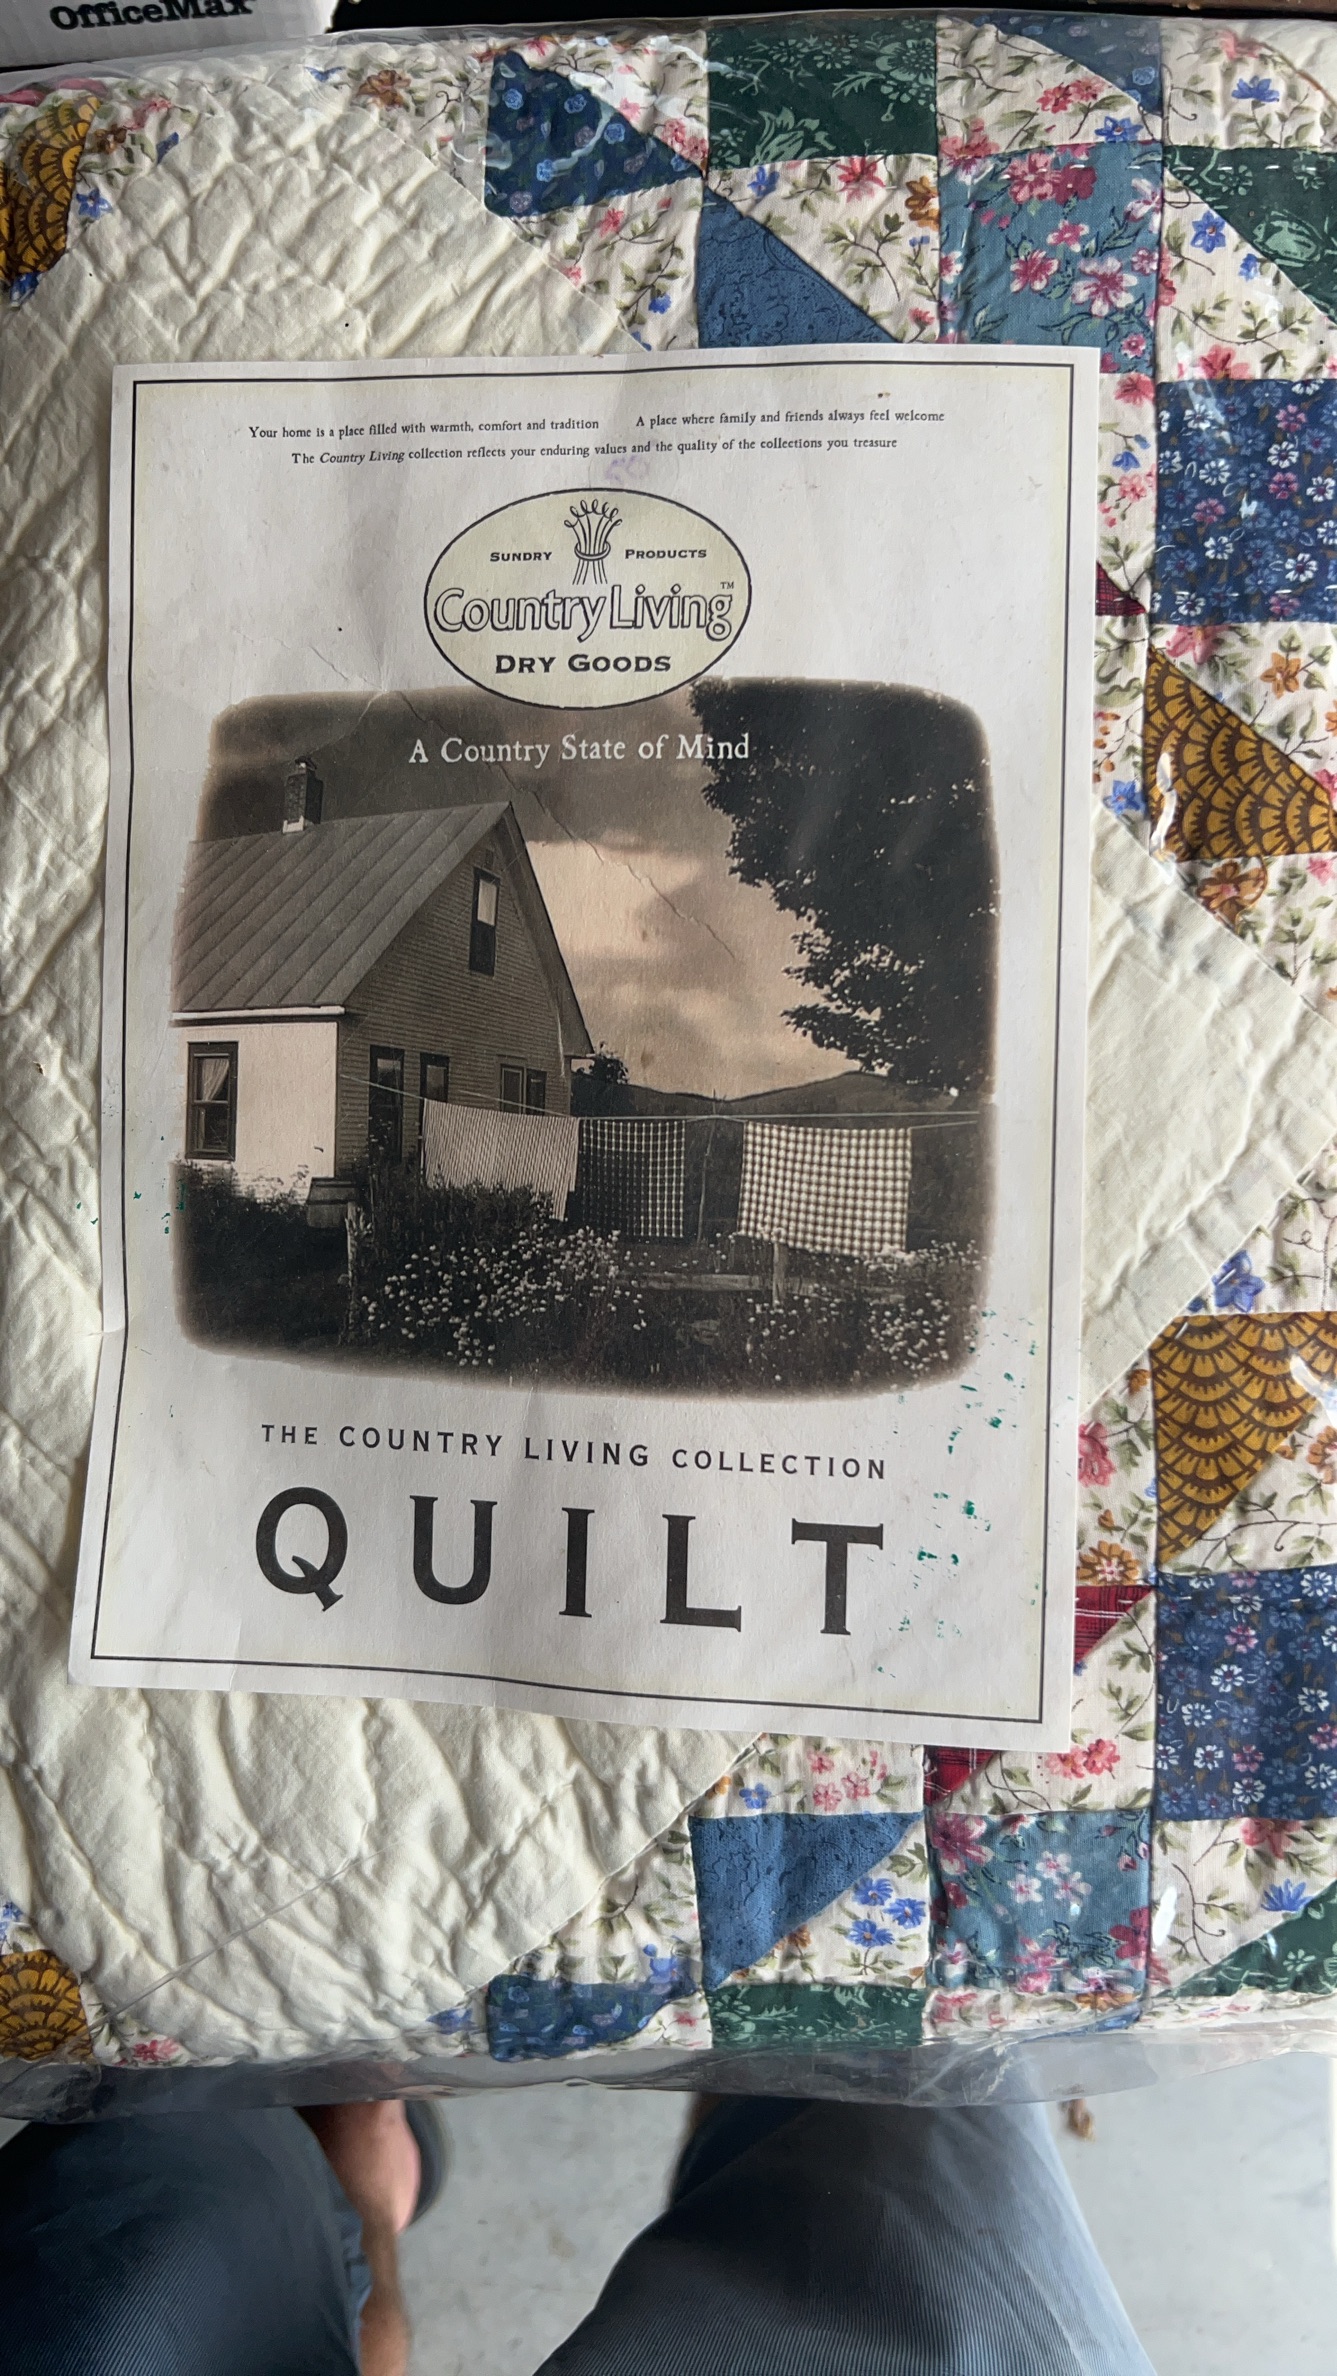 OfficeMax
Your home is a place filled with warmth, comfort and tradition A place where family and friends always feel welcome
The Country Living collection reflects your enduring values and the quality of the collections you treasure
SUNDRY PRODUCTS
Country Living™
DRY GOODS
A Country State of Mind
THE COUNTRY LIVING COLLECTION
QUILT